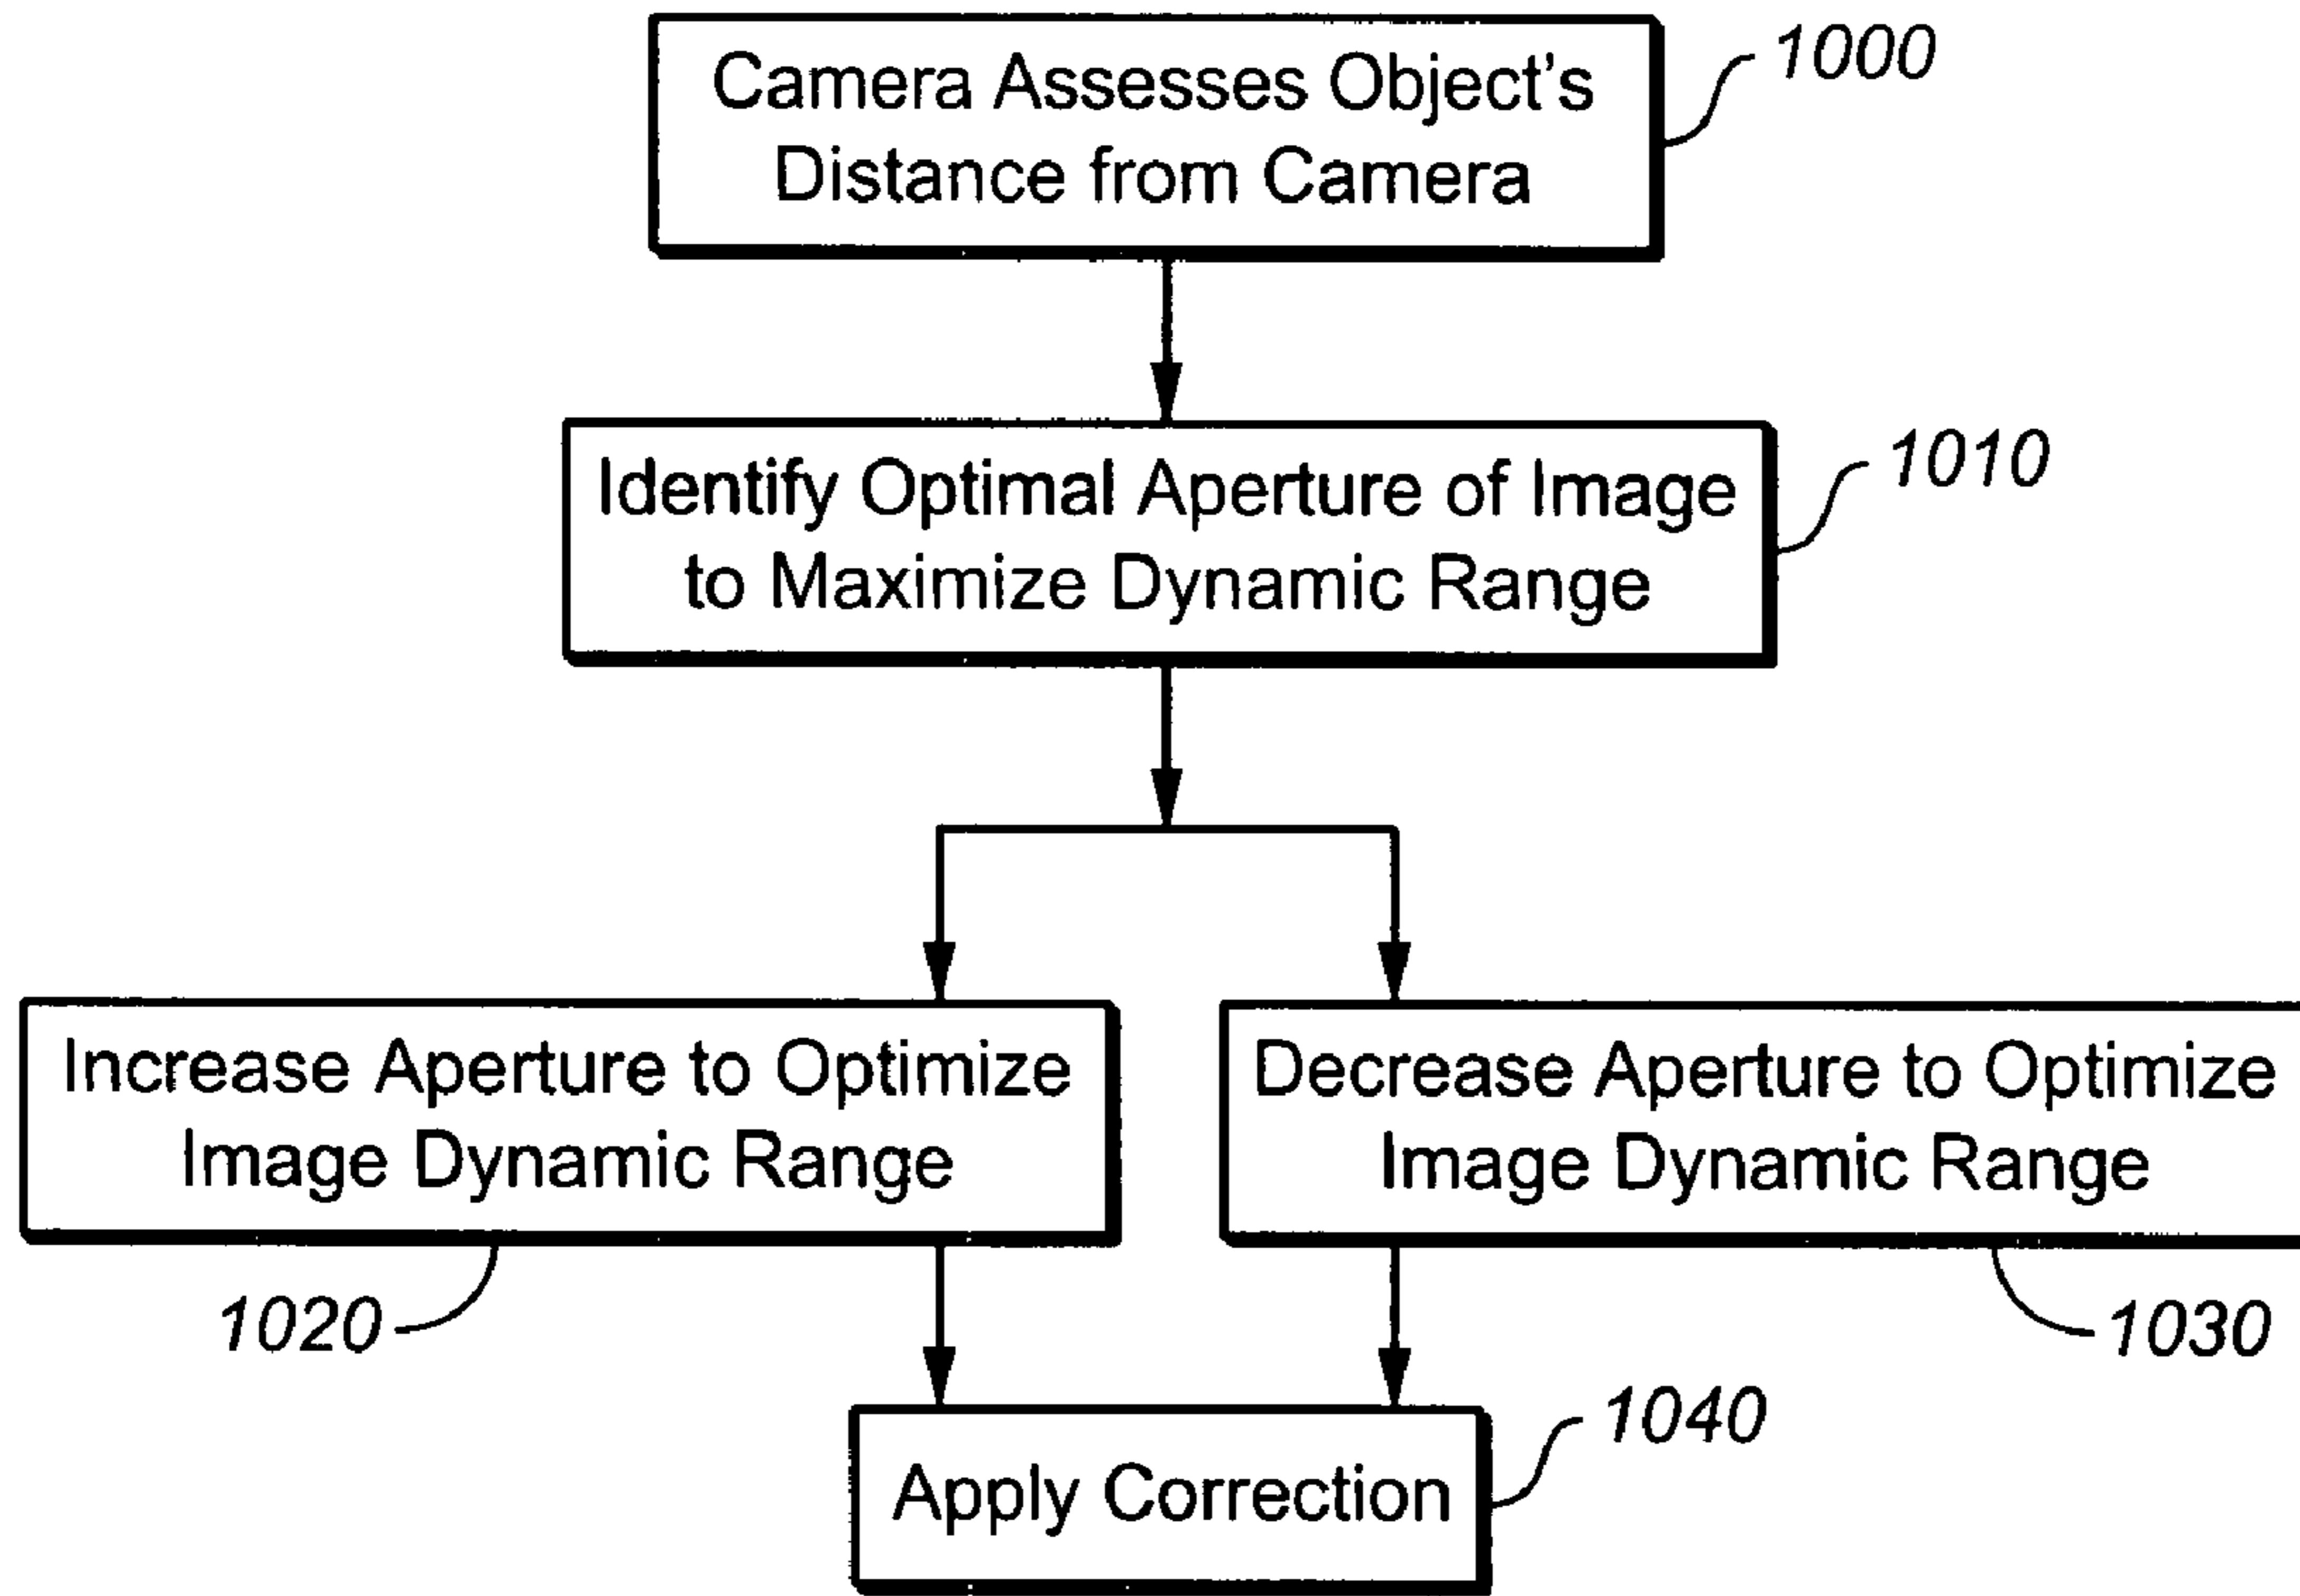 Camera Assesses Object's
Distance from Camera
1000
Identify Optimal Aperture of Image
to Maximize Dynamic Range
1010
Increase Aperture to Optimize
Image Dynamic Range
1020
Decrease Aperture to Optimize
Image Dynamic Range
1030
Apply Correction
1040